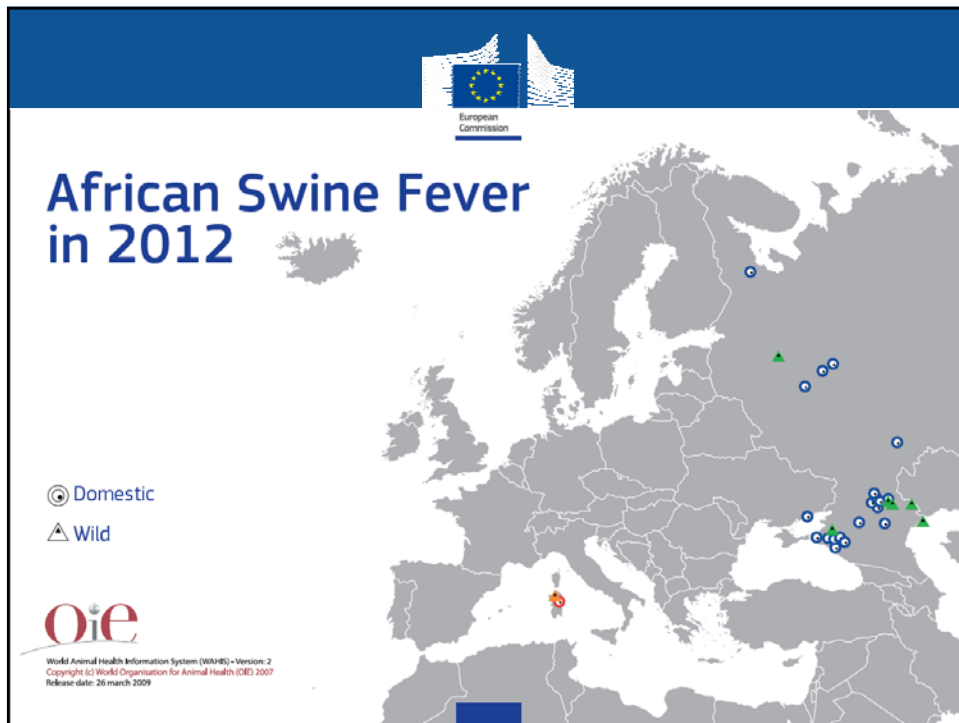 European
Commission
African Swine Fever
in 2012
Domestic
Wild
OiE
World Animal Health Information System (WAHIS) - Version: 2
Copyright (c) World Organisation for Animal Health (OIE) 2007
Release date: 26 march 2009